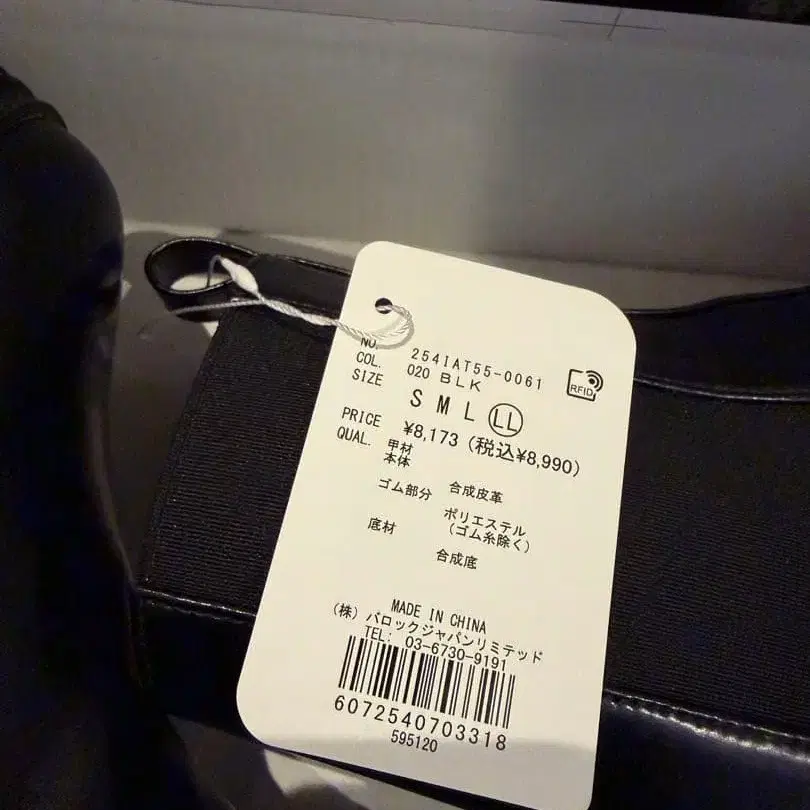 NO. 2541AT55-0061
COL. 020 BLK
RFID
SIZE S M L LL
PRICE ¥8,173 (税込¥8,990)
QUAL. 甲材
本体 合成皮革
ゴム部分 ポリエステル
(ゴム糸除く)
底材 合成底
MADE IN CHINA
(株) バロックジャパンリミテッド
TEL: 03-6730-9191
6072540703318
595120